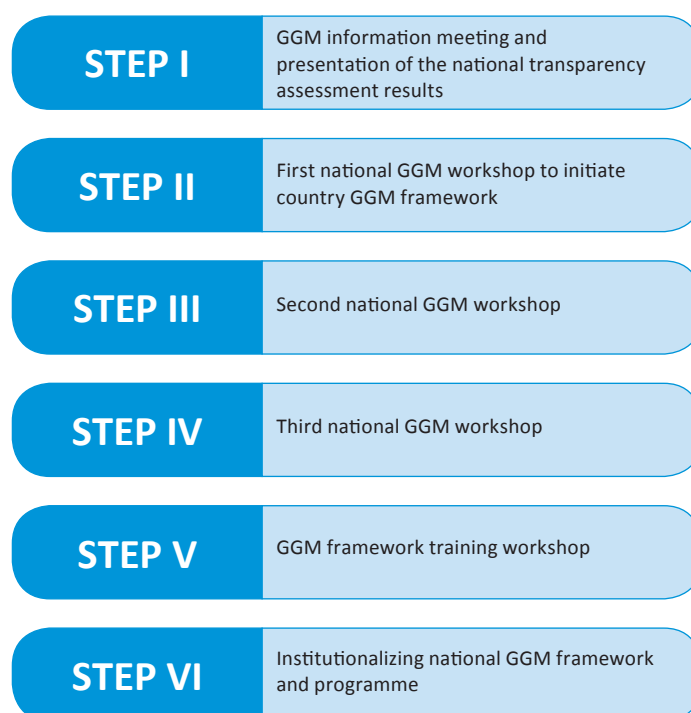 STEP I
GGM information meeting and
presentation of the national transparency
assessment results
STEP II
First national GGM workshop to initiate
country GGM framework
STEP III
Second national GGM workshop
STEP IV
Third national GGM workshop
STEP V
GGM framework training workshop
STEP VI
Institutionalizing national GGM framework
and programme